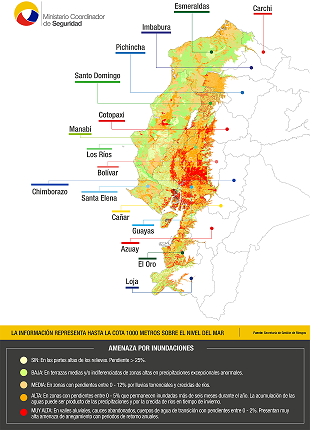 Ministerio Coordinador
de Seguridad
Esmeraldas
Carchi
Imbabura
Pichincha
Santo Domingo
Cotopaxi
Manabí
Los Ríos
Bolívar
Chimborazo
Santa Elena
Cañar
Guayas
Azuay
El Oro
Loja
LA INFORMACIÓN REPRESENTA HASTA LA COTA 1000 METROS SOBRE EL NIVEL DEL MAR
Fuente: Secretaría de Gestión de Riesgos
AMENAZA POR INUNDACIONES
SIN: En las partes altas de los relieves. Pendiente > 25%.
BAJA: En terrazas medias y/o indiferenciadas de zonas altas en precipitaciones excepcionales anormales.
MEDIA: En zonas con pendientes entre 0 - 12% por lluvias torrenciales y crecidas de ríos.
ALTA: En zonas con pendientes entre 0 - 5% que permanecen inundadas más de seis meses durante el año. La acumulación de las
aguas puede ser producto de las precipitaciones y por la crecida de ríos en tiempo de invierno.
MUY ALTA: En valles aluviales, causes abandonados, cuerpos de agua de transición con pendientes entre 0 - 2%. Presentan muy
alta amenaza de anegamiento con periodos de retorno anuales.